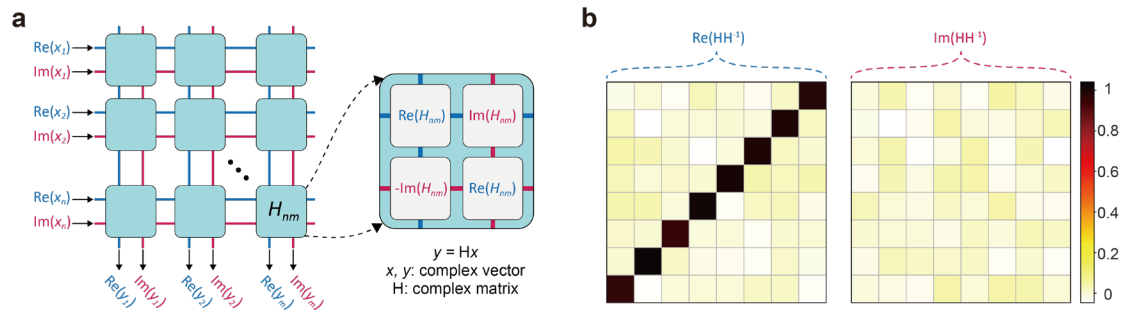 a
Re(x₁)
Im(x₁)
Re(x₂)
Im(x₂)
Re(xₙ)
Im(xₙ)
Hₙₘ
Re(y₁)
Im(y₁)
Re(y₂)
Im(y₂)
Re(yₘ)
Im(yₘ)
Re(Hₙₘ) Im(Hₙₘ)
-Im(Hₙₘ) Re(Hₙₘ)
y = Hx
x, y: complex vector
H: complex matrix
b
Re(HH⁻¹) Im(HH⁻¹)
1
0.8
0.6
0.4
0.2
0